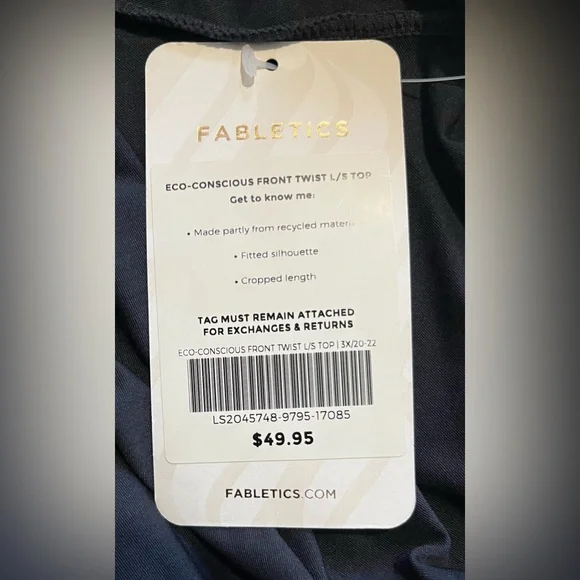 FABLETICS
ECO-CONSCIOUS FRONT TWIST L/S TOP
Get to know me:
• Made partly from recycled materi
• Fitted silhouette
• Cropped length
TAG MUST REMAIN ATTACHED
FOR EXCHANGES & RETURNS
ECO-CONSCIOUS FRONT TWIST L/S TOP | 3X/20-22
LS2045748-9795-17085
$49.95
FABLETICS.COM